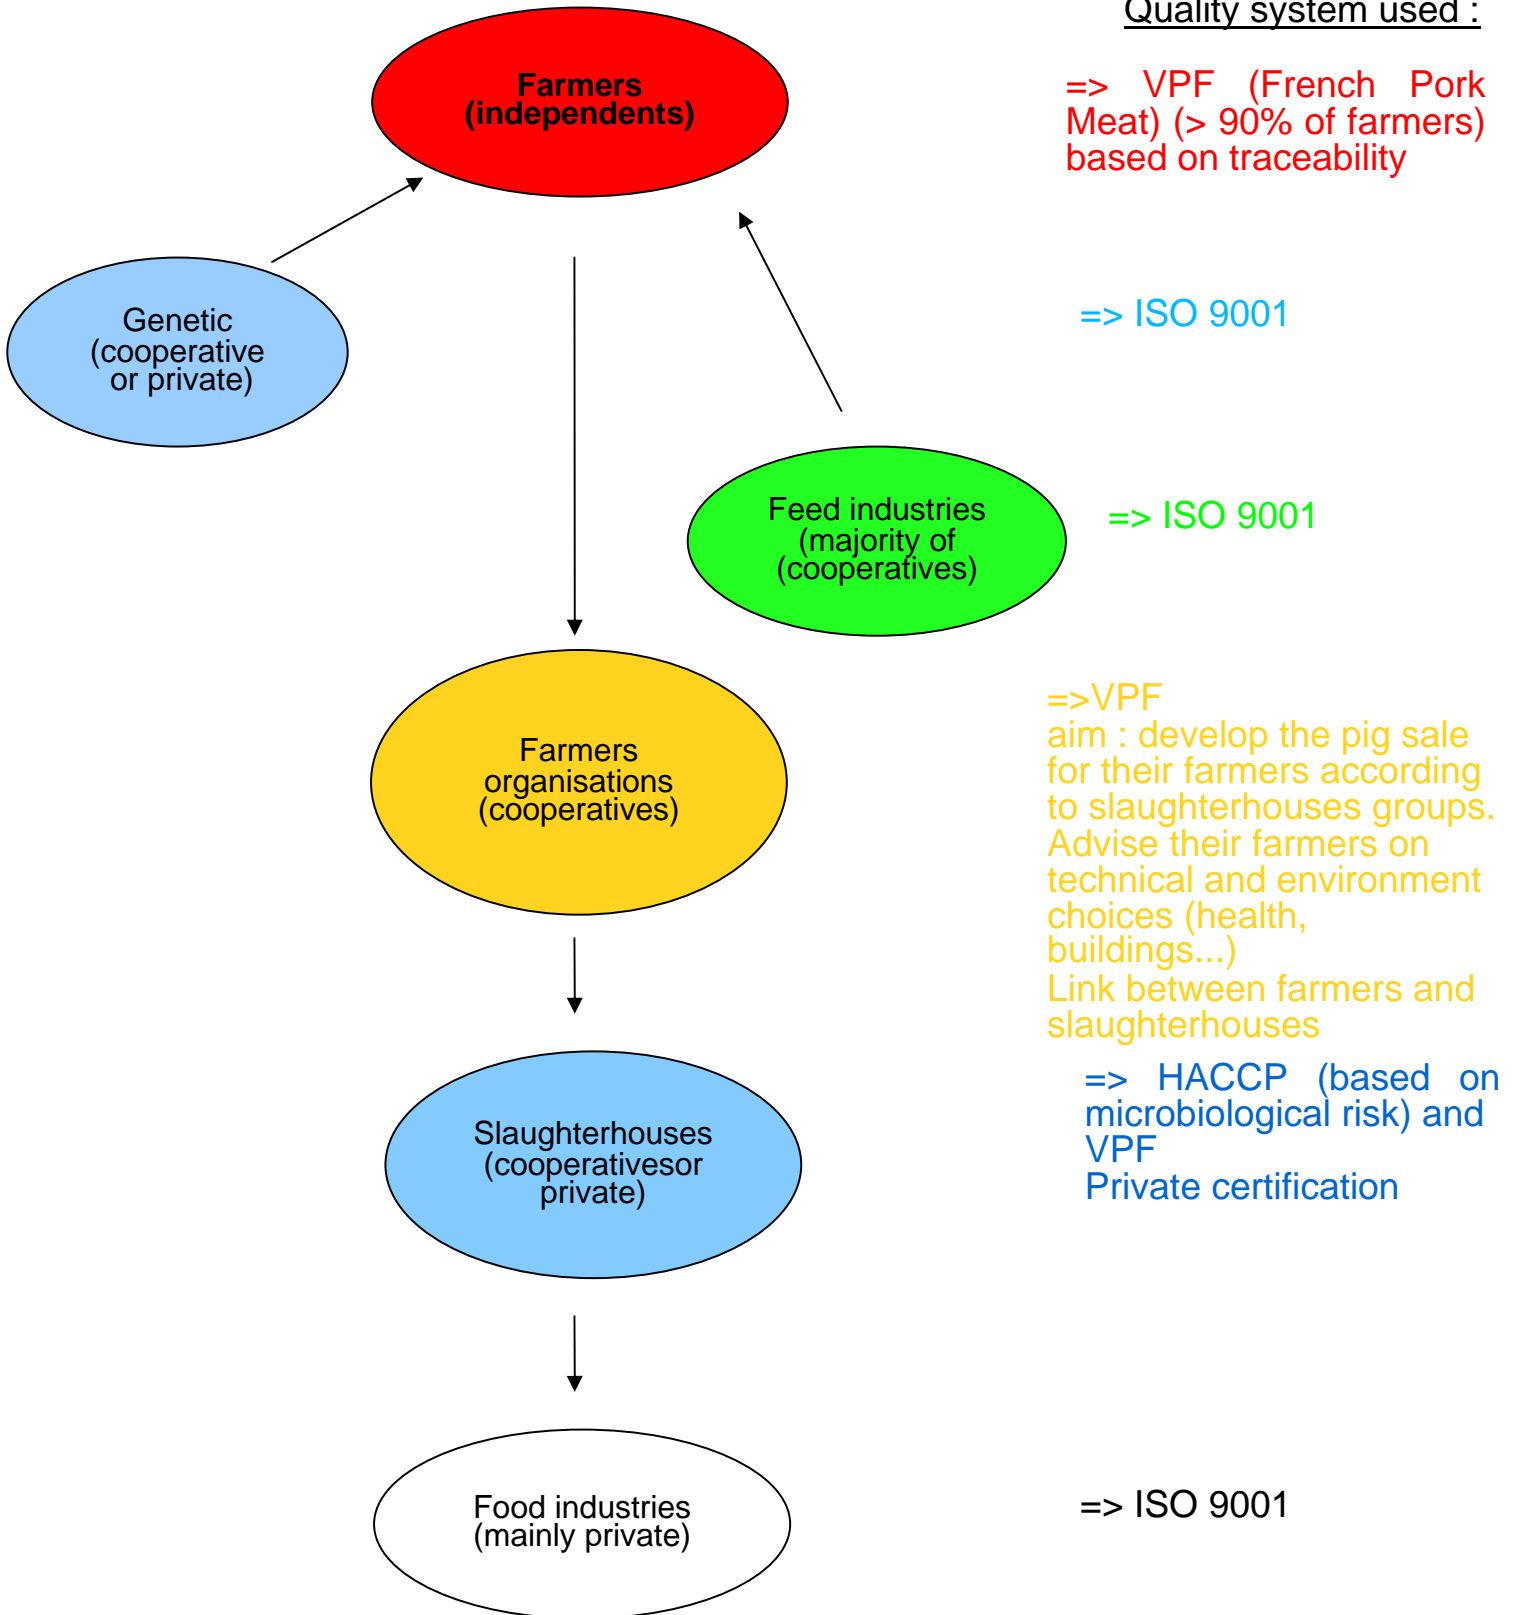 Quality system used :
Farmers
(independents)
=> VPF (French Pork
Meat) (> 90% of farmers)
based on traceability
Genetic
(cooperative
or private)
=> ISO 9001
Feed industries
(majority of
(cooperatives)
=> ISO 9001
Farmers
organisations
(cooperatives)
=>VPF
aim : develop the pig sale
for their farmers according
to slaughterhouses groups.
Advise their farmers on
technical and environment
choices (health,
buildings...)
Link between farmers and
slaughterhouses
Slaughterhouses
(cooperativesor
private)
=> HACCP (based on
microbiological risk) and
VPF
Private certification
Food industries
(mainly private)
=> ISO 9001